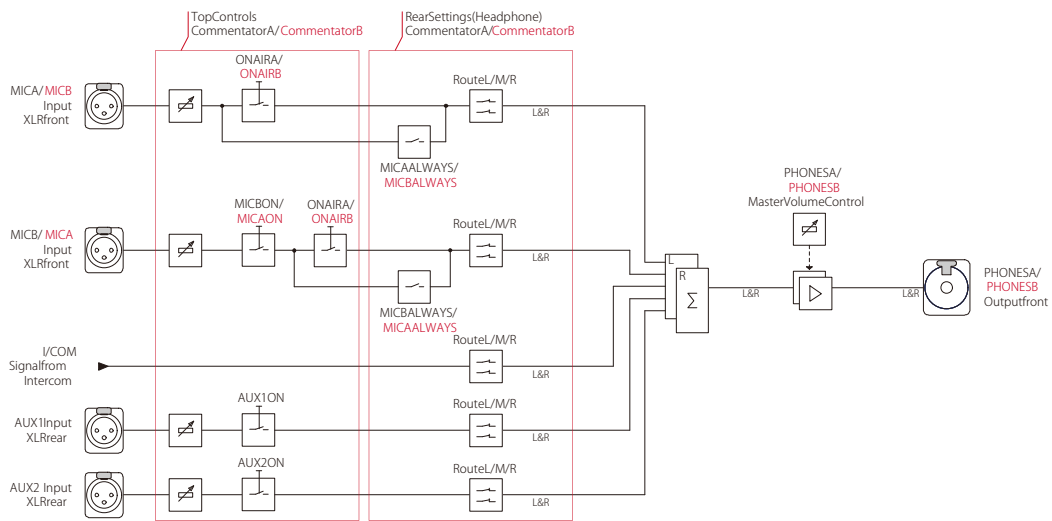 TopControls
CommentatorA/CommentatorB
RearSettings(Headphone)
CommentatorA/CommentatorB
ONAIRA/
ONAIRB
MICA/MICB
Input
XLRfront
RouteL/M/R
L&R
MICAALWAYS/
MICBALWAYS
PHONESA/
PHONESB
MasterVolumeControl
MICBON/
MICAON
ONAIRA/
ONAIRB
MICB/ MICA
Input
XLRfront
RouteL/M/R
L&R
L
R
Σ
L&R
L&R
PHONESA/
PHONESB
Outputfront
MICBALWAYS/
MICAALWAYS
I/COM
Signalfrom
Intercom
RouteL/M/R
L&R
AUX1Input
XLRrear
AUX1ON
RouteL/M/R
L&R
AUX2 Input
XLRrear
AUX2ON
RouteL/M/R
L&R